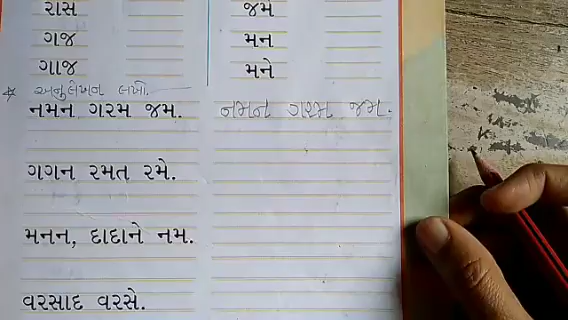 રાસ
જમ
ગજ
મન
ગાજ
મને
અનુલેખન લખો.
નમન ગરમ જમ. નમન ગરમ જમ.
ગગન રમત રમે.
મનન, દાદાને નમ.
વરસાદ વરસે.